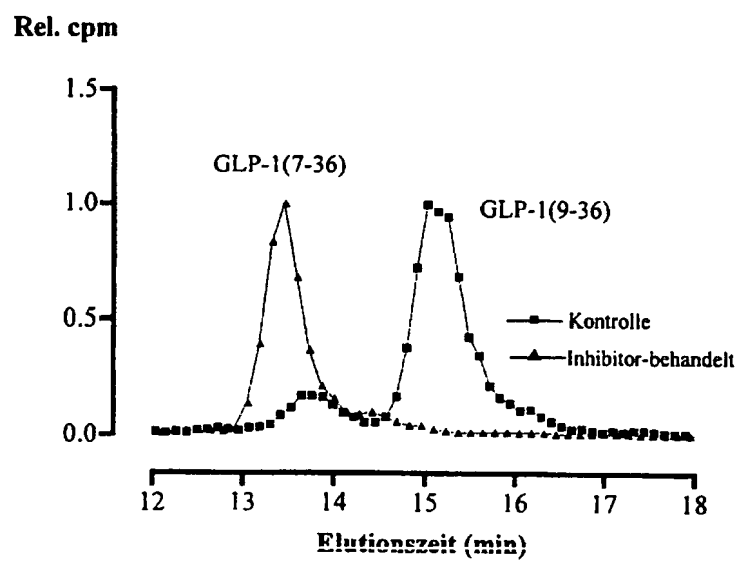 Rel. cpm
1.5
GLP-1(7-36)
1.0
GLP-1(9-36)
0.5
Kontrolle
Inhibitor-behandelt
0.0
12 13 14 15 16 17 18
Elutionszeit (min)